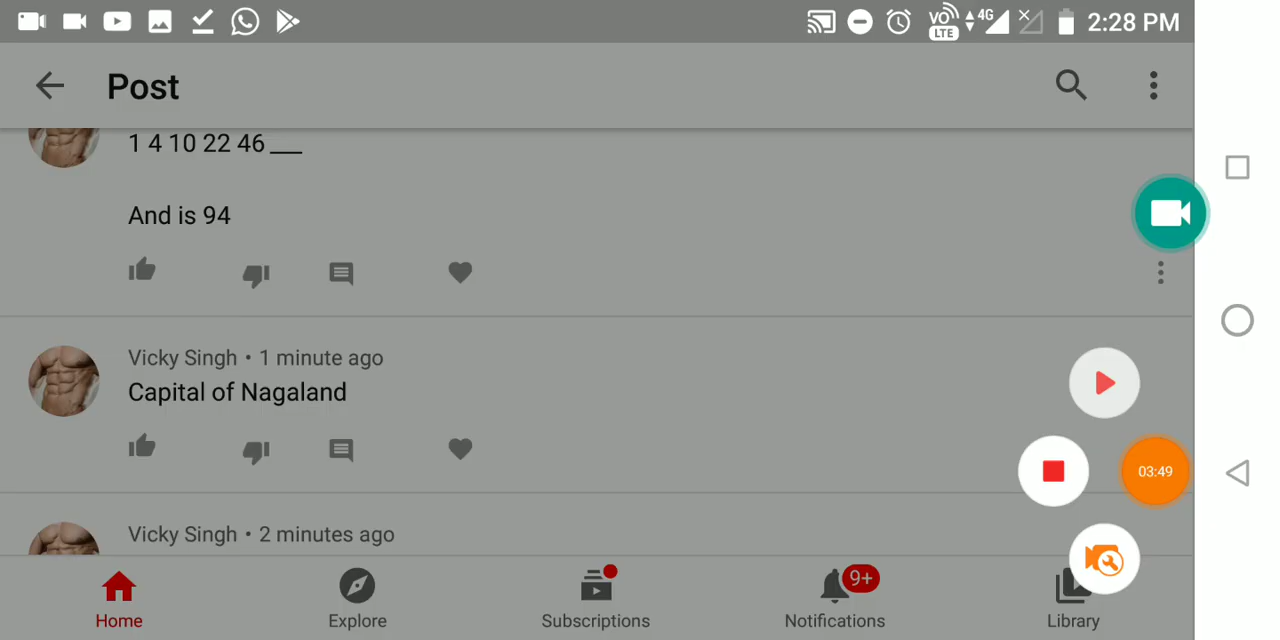 VO 4G LTE 2:28 PM
Post
1 4 10 22 46 ___
And is 94
Vicky Singh • 1 minute ago
Capital of Nagaland
03:49
Vicky Singh • 2 minutes ago
9+
Home Explore Subscriptions Notifications Library